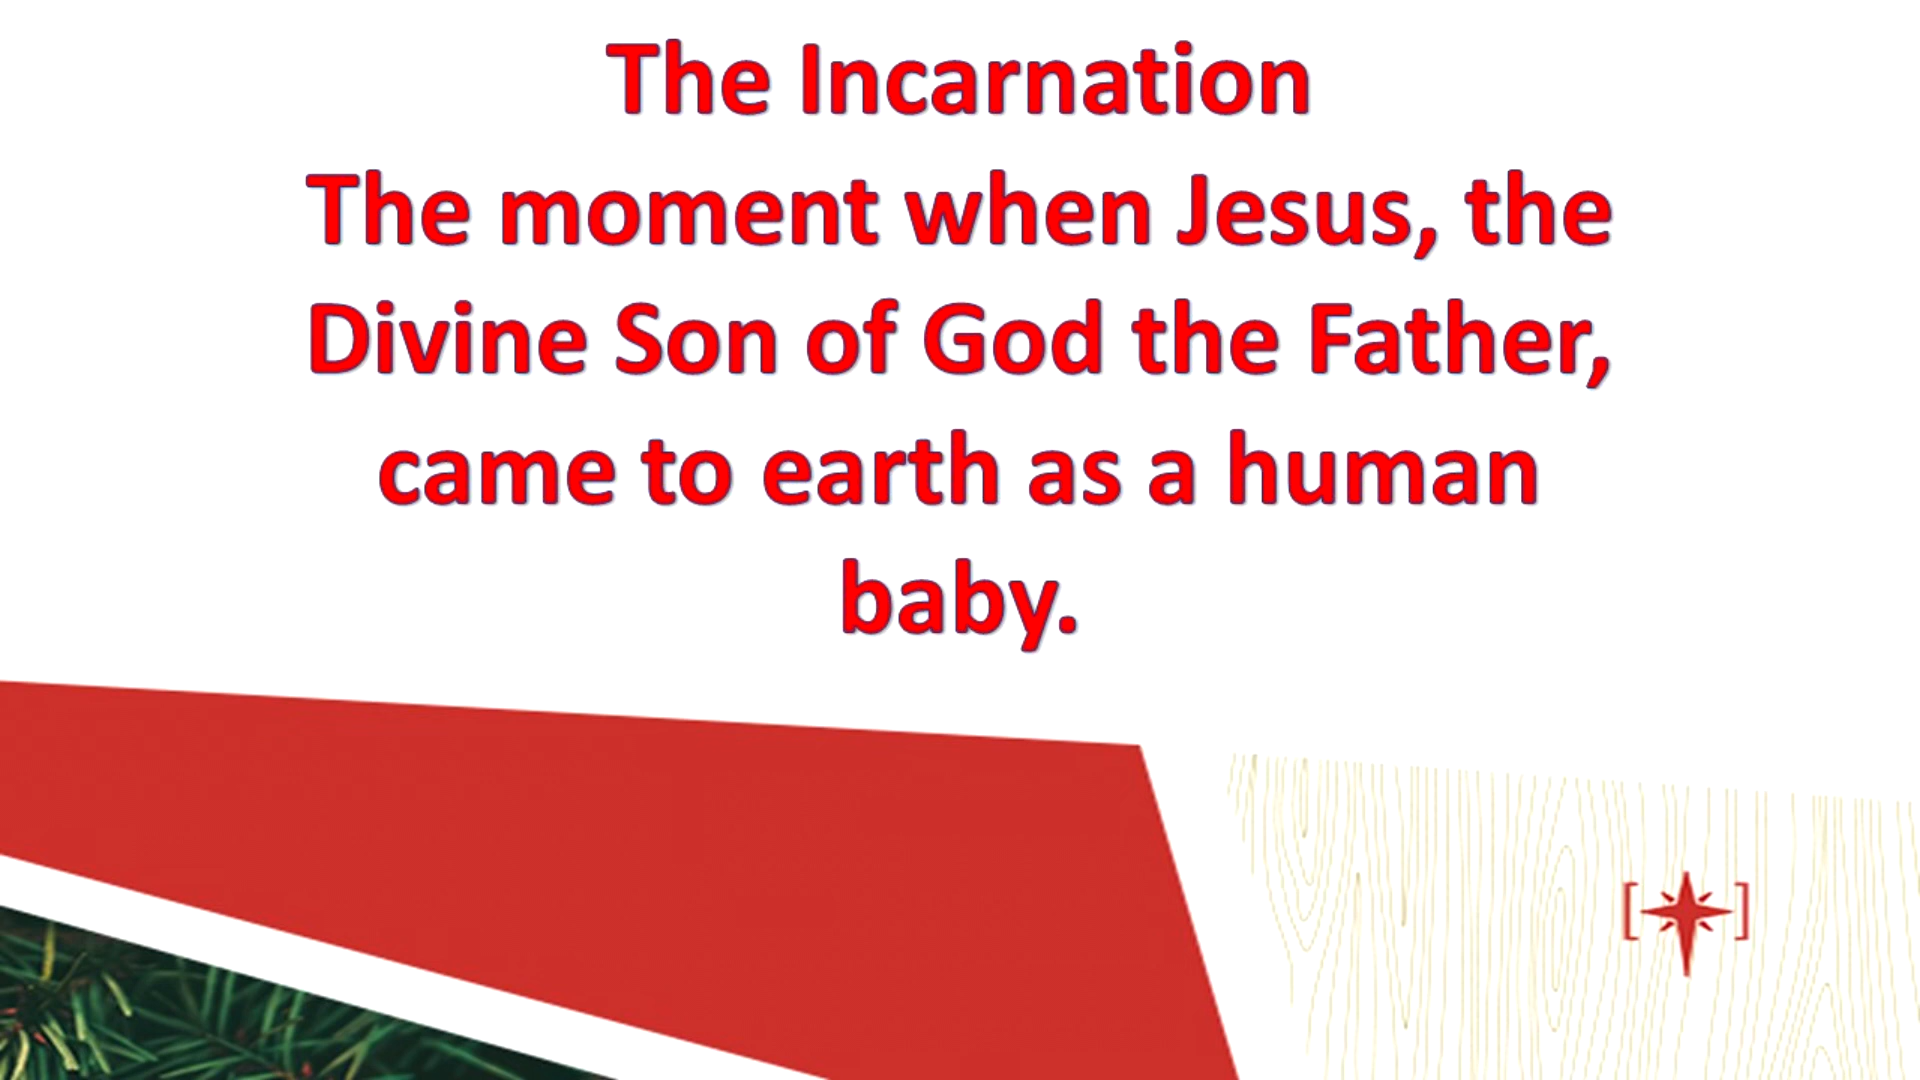 The Incarnation
The moment when Jesus, the
Divine Son of God the Father,
came to earth as a human
baby.